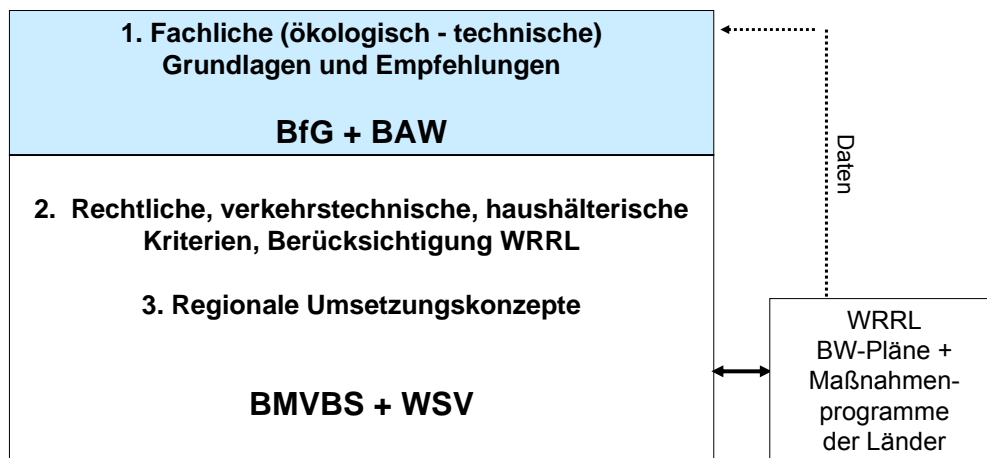 1. Fachliche (ökologisch - technische)
Grundlagen und Empfehlungen
BfG + BAW
2. Rechtliche, verkehrstechnische, haushälterische
Kriterien, Berücksichtigung WRRL
3. Regionale Umsetzungskonzepte
BMVBS + WSV
Daten
WRRL
BW-Pläne +
Maßnahmen-
programme
der Länder